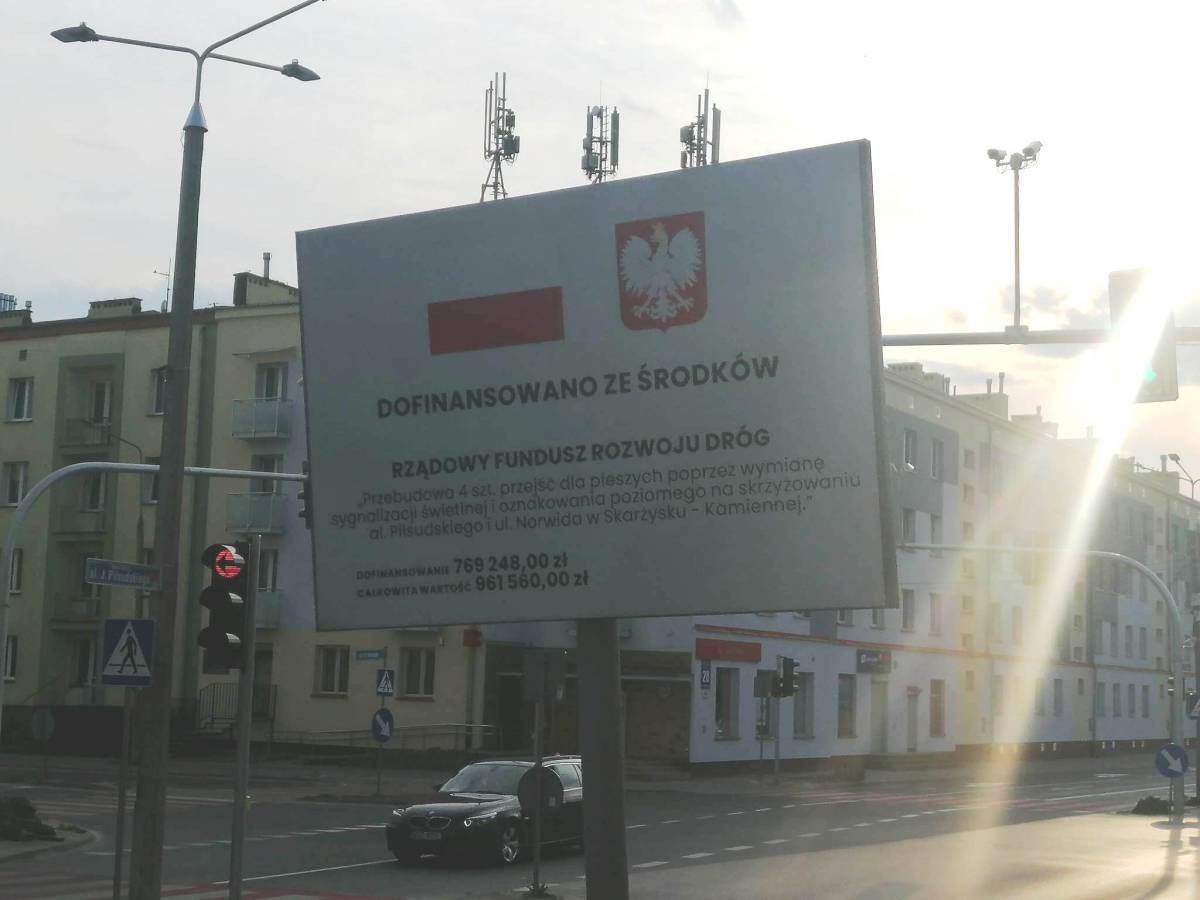 DOFINANSOWANO ZE ŚRODKÓW
RZĄDOWY FUNDUSZ ROZWOJU DRÓG
„Przebudowa 4 szt. przejść dla pieszych poprzez wymianę
sygnalizacji świetlnej i oznakowania poziomego na skrzyżowaniu
al. Piłsudskiego i ul. Norwida w Skarżysku - Kamiennej.”
DOFINANSOWANIE 769 248,00 zł
CAŁKOWITA WARTOŚĆ 961 560,00 zł
al. J. Piłsudskiego
28